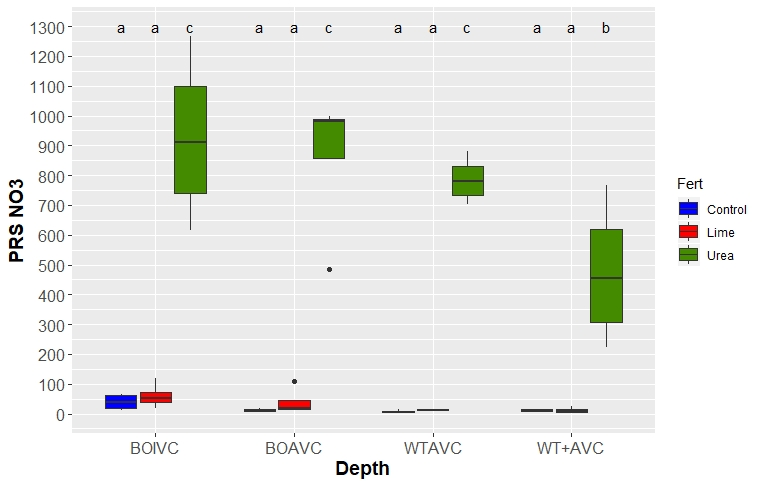 a a c a a c a a c a a b
1300
1200
1100
1000
900
800
700
600
500
400
300
200
100
0
PRS NO3
BOIVC BOAVC WTAVC WT+AVC
Depth
Fert
Control
Lime
Urea